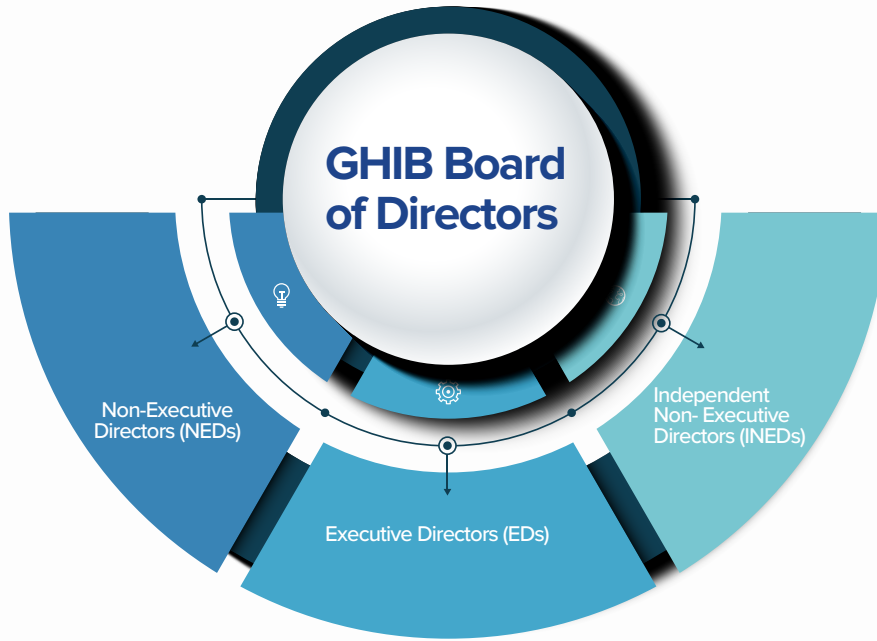 GHIB Board
of Directors
Non-Executive
Directors (NEDs)
Executive Directors (EDs)
Independent
Non- Executive
Directors (INEDs)